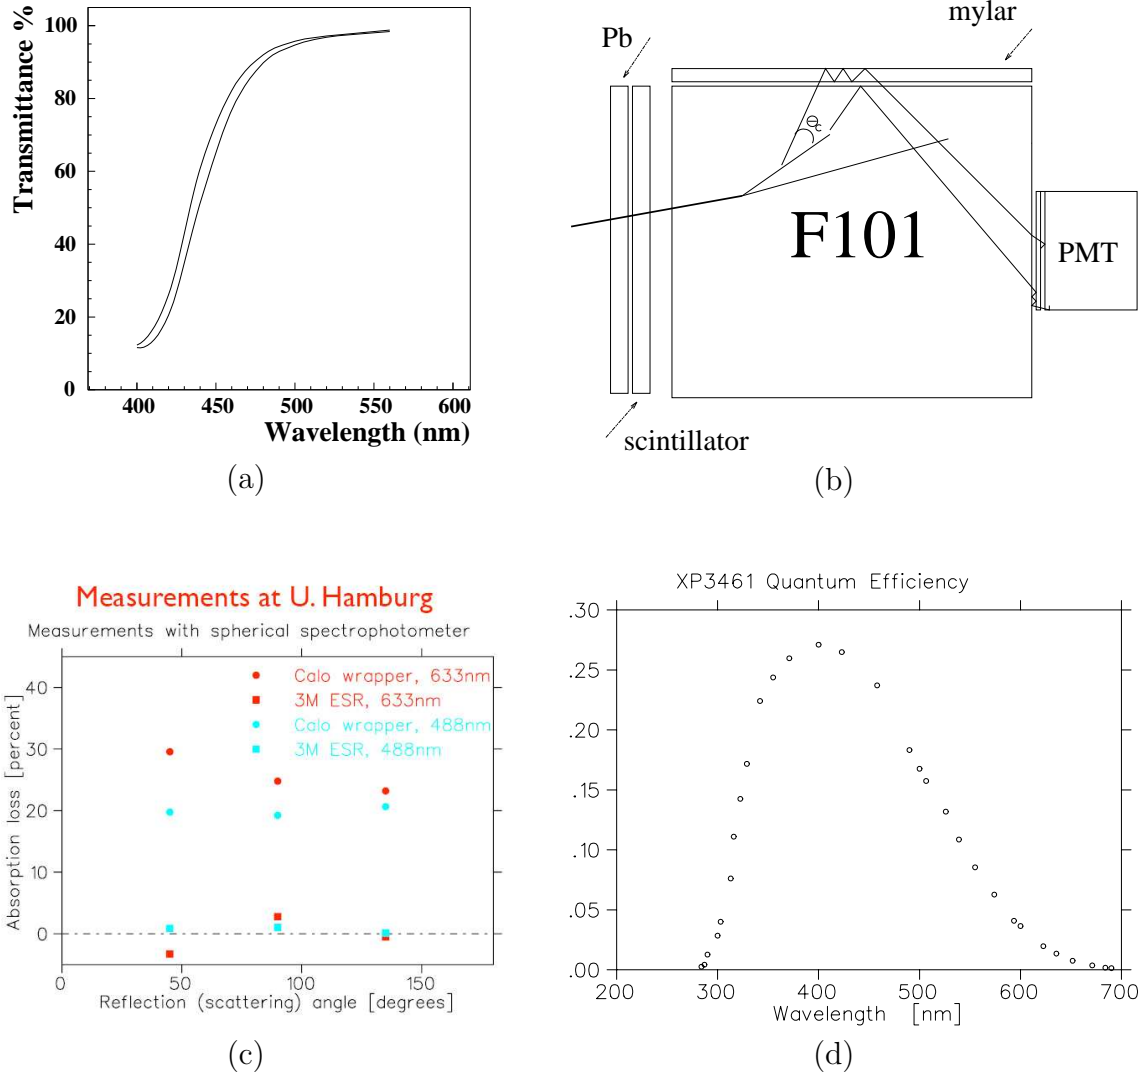 Transmittance %
100
80
60
40
20
0
400 450 500 550 600
Wavelength (nm)
(a)
mylar
Pb
Θc
F101
PMT
scintillator
(b)
Measurements at U. Hamburg
Measurements with spherical spectrophotometer
Absorption loss [percent]
Calo wrapper, 633nm
3M ESR, 633nm
Calo wrapper, 488nm
3M ESR, 488nm
40
30
20
10
0
0 50 100 150
Reflection (scattering) angle [degrees]
(c)
XP3461 Quantum Efficiency
.30
.25
.20
.15
.10
.05
.00
200 300 400 500 600 700
Wavelength [nm]
(d)